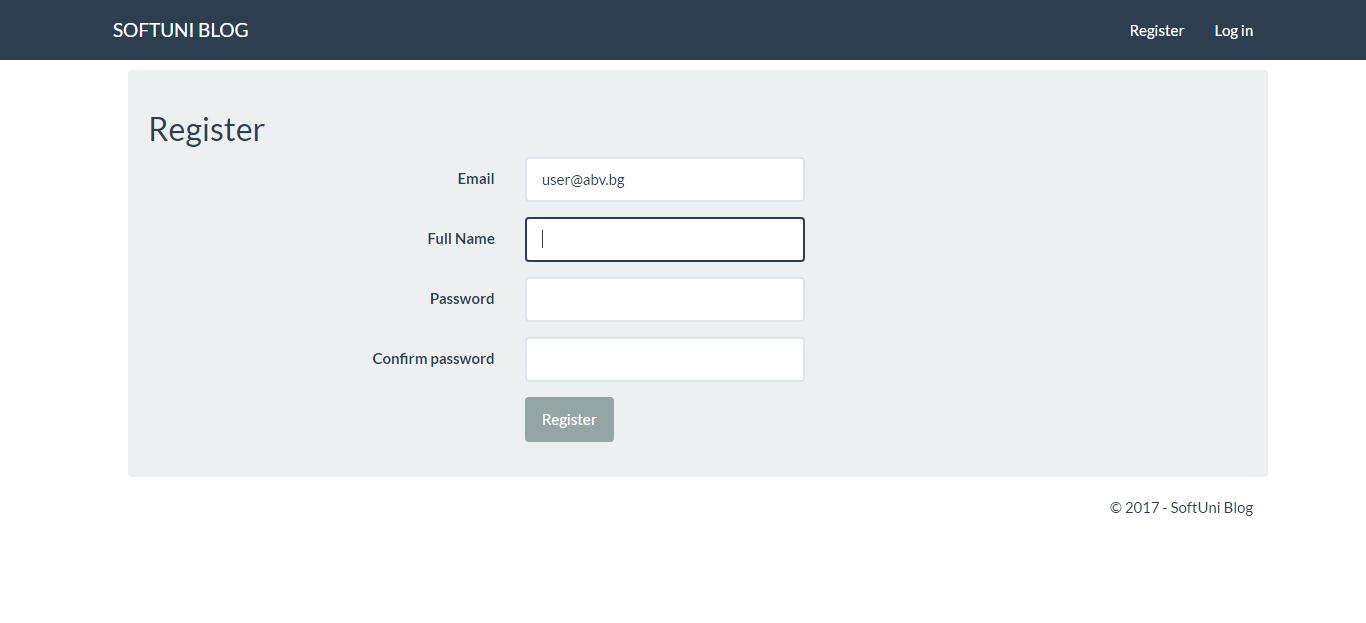 SOFTUNI BLOG Register Log in
Register
Email user@abv.bg
Full Name
Password
Confirm password
Register
© 2017 - SoftUni Blog